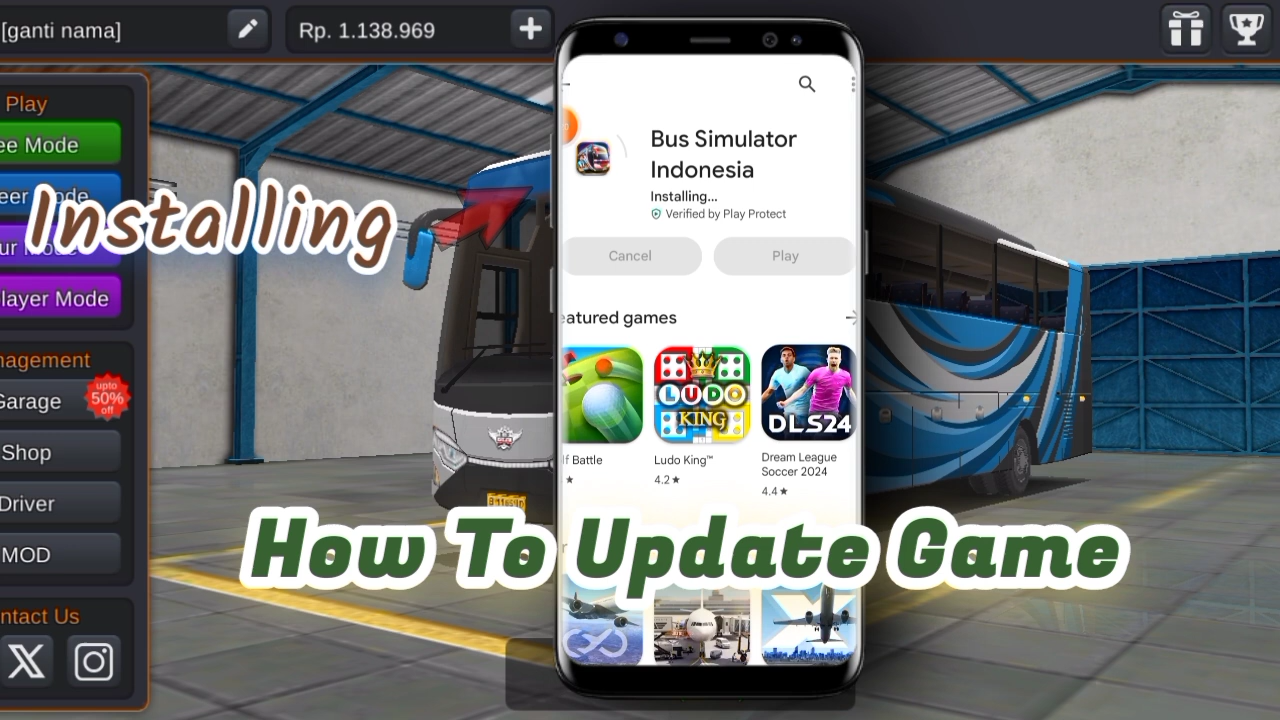 [ganti nama]
Rp. 1.138.969
Play
ee Mode
eer Mode
ur Mode
layer Mode
nagement
Garage
upto
50%
off
Shop
Driver
MOD
ntact Us
Installing
Bus Simulator
Indonesia
Installing...
Verified by Play Protect
Cancel
Play
eatured games
LUDO
KING
DLS24
lf Battle
Ludo King™
4.2★
Dream League
Soccer 2024
4.4★
How To Update Game